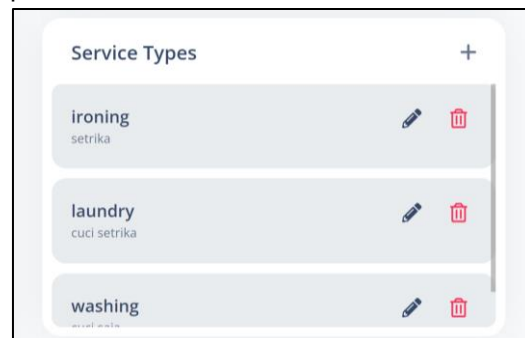 Service Types
ironing
setrika
laundry
cuci setrika
washing